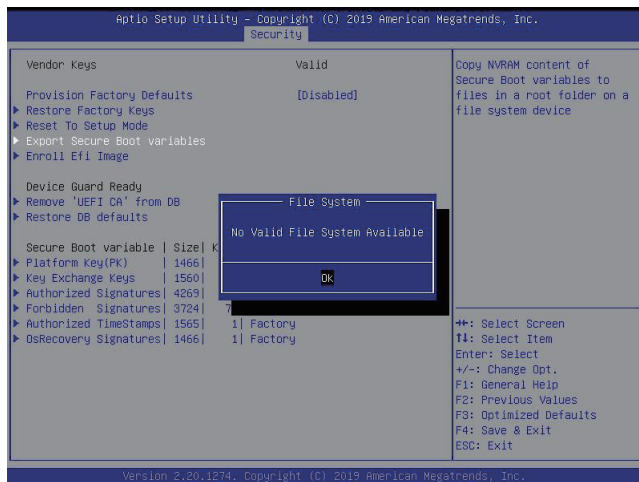 Aptio Setup Utility – Copyright (C) 2019 American Megatrends, Inc.
Security
Vendor Keys Valid
Provision Factory Defaults [Disabled]
Restore Factory Keys
Reset To Setup Mode
Export Secure Boot variables
Enroll Efi Image
Device Guard Ready
Remove 'UEFI CA' from DB
Restore DB defaults
Secure Boot variable | Size| K
Platform Key(PK) | 1466|
Key Exchange Keys | 1560|
Authorized Signatures| 4269|
Forbidden Signatures| 3724| 7
Authorized TimeStamps| 1565| 1| Factory
OsRecovery Signatures| 1466| 1| Factory
File System
No Valid File System Available
Ok
Copy NVRAM content of
Secure Boot variables to
files in a root folder on a
file system device
→←: Select Screen
↑↓: Select Item
Enter: Select
+/-: Change Opt.
F1: General Help
F2: Previous Values
F3: Optimized Defaults
F4: Save & Exit
ESC: Exit
Version 2.20.1274. Copyright (C) 2019 American Megatrends, Inc.